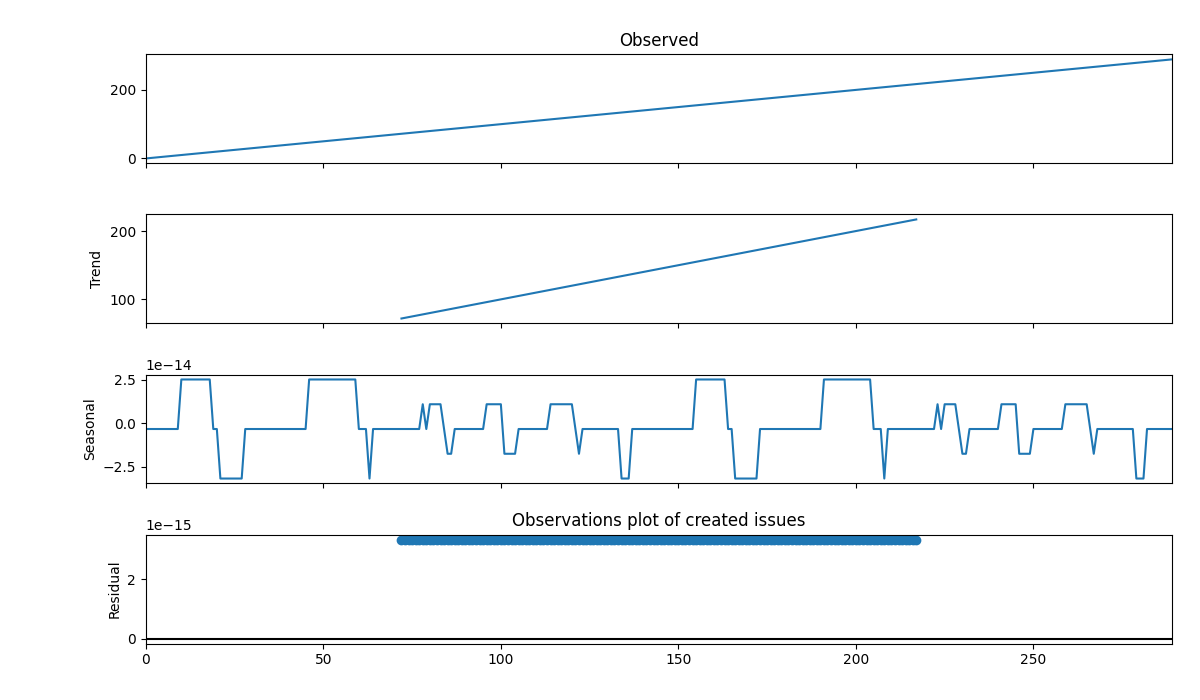 Observed
200
0
Trend
200
100
1e−14
Seasonal
2.5
0.0
−2.5
Observations plot of created issues
1e−15
Residual
2
0
0 50 100 150 200 250